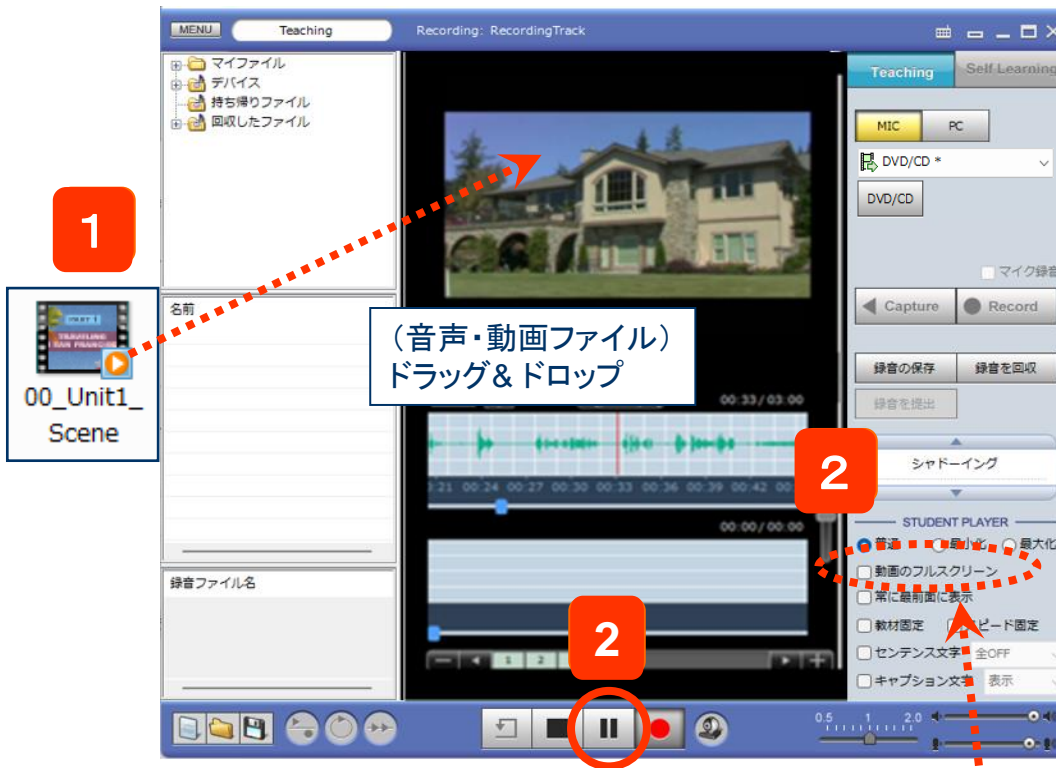 MENU
Teaching
Recording: RecordingTrack
マイファイル
デバイス
持ち帰りファイル
回収したファイル
Teaching
Self Learning
MIC
PC
DVD/CD *
DVD/CD
マイク録音
Capture
Record
録音の保存
録音を回収
録音を提出
1
00_Unit1_
Scene
名前
(音声・動画ファイル)
ドラッグ&ドロップ
00:33/03:00
00:24 00:27 00:30 00:33 00:36 00:39 00:42
2
シャドーイング
00:00/00:00
STUDENT PLAYER
普通
最小化
最大化
動画のフルスクリーン
常に最前面に表示
教材固定
スピード固定
センテンス文字
全OFF
キャプション文字
表示
録音ファイル名
2
1 2
0.5 1 2.0